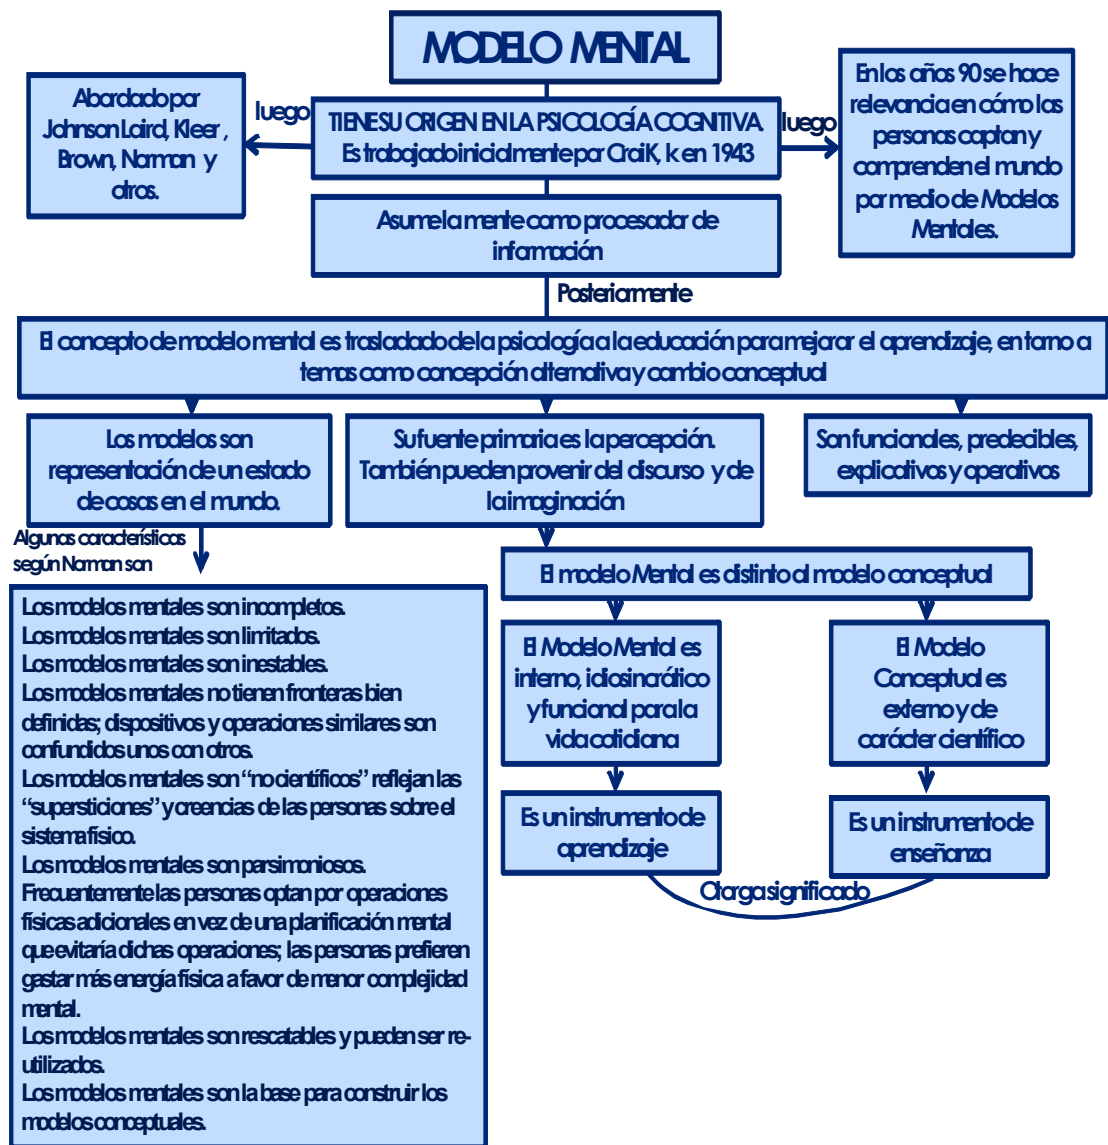 MODELO MENTAL
Abordado por
Johnson Laird, Kleer ,
Brown, Norman y
otros.
luego
TIENE SU ORIGEN EN LA PSICOLOGÍA COGNITIVA.
Es trabajado inicialmente por CraiK, k en 1943
luego
En los años 90 se hace
relevancia en cómo las
personas captan y
comprenden el mundo
por medio de Modelos
Mentales.
Asume la mente como procesador de
información
Posteriormente
El concepto de modelo mental es trasladado de la psicología a la educación para mejorar el aprendizaje, en torno a
temas como concepción alternativa y cambio conceptual
Los modelos son
representación de un estado
de cosas en el mundo.
Su fuente primaria es la percepción.
También pueden provenir del discurso y de
la imaginación
Son funcionales, predecibles,
explicativos y operativos
Algunas características
según Norman son
Los modelos mentales son incompletos.
Los modelos mentales son limitados.
Los modelos mentales son inestables.
Los modelos mentales no tienen fronteras bien
definidas; dispositivos y operaciones similares son
confundidos unos con otros.
Los modelos mentales son “no científicos” reflejan las
“supersticiones” y creencias de las personas sobre el
sistema físico.
Los modelos mentales son parsimoniosos.
Frecuentemente las personas optan por operaciones
físicas adicionales en vez de una planificación mental
que evitaría dichas operaciones; las personas prefieren
gastar más energía física a favor de menor complejidad
mental.
Los modelos mentales son rescatables y pueden ser re-
utilizados.
Los modelos mentales son la base para construir los
modelos conceptuales.
El modelo Mental es distinto al modelo conceptual
El Modelo Mental es
interno, idiosincrático
y funcional para la
vida cotidiana
El Modelo
Conceptual es
externo y de
carácter científico
Es un instrumento de
aprendizaje
Es un instrumento de
enseñanza
Otorga significado